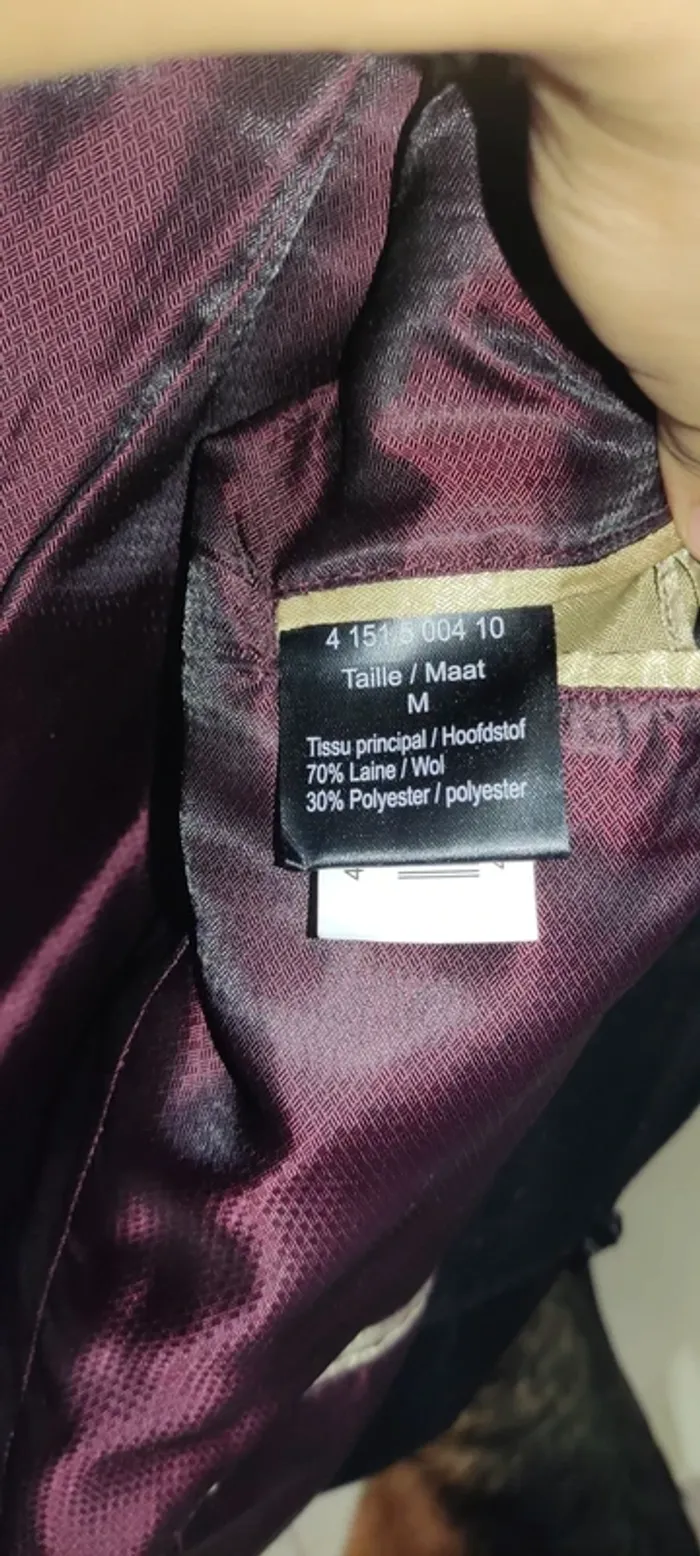 4 151 5 004 10
Taille / Maat
M
Tissu principal / Hoofdstof
70% Laine / Wol
30% Polyester / polyester